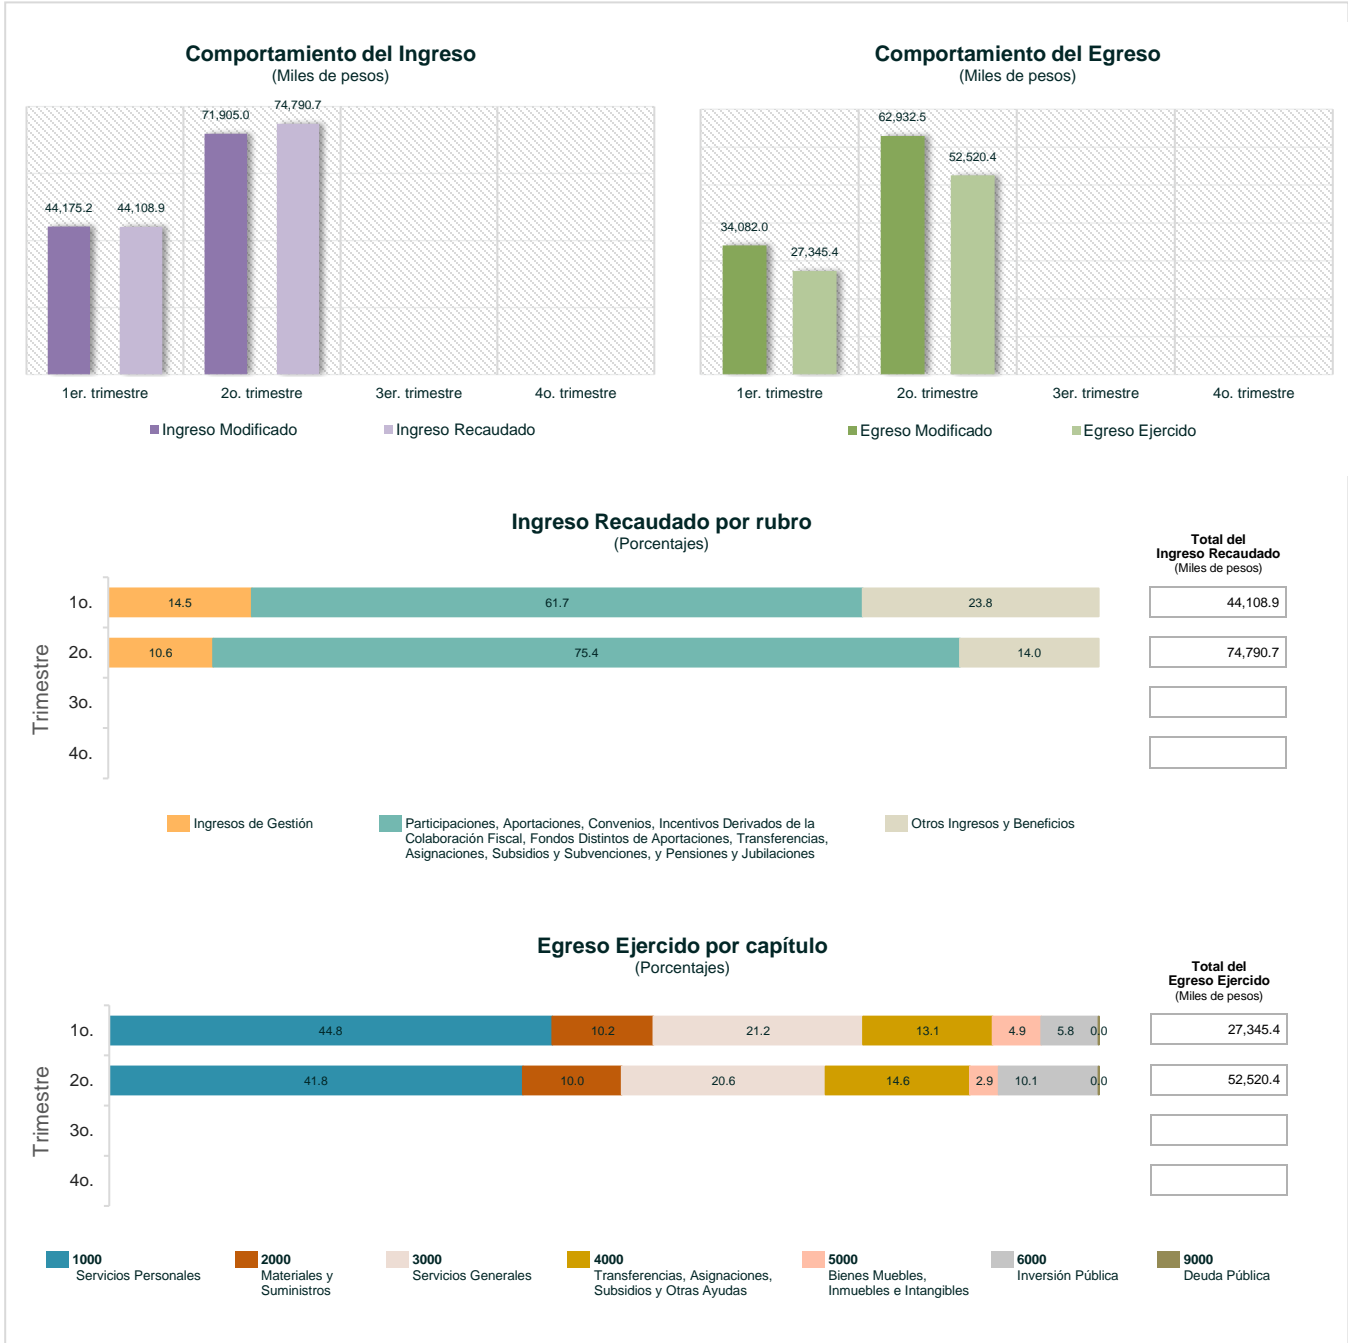 Comportamiento del Ingreso
(Miles de pesos)
71,905.0
74,790.7
44,175.2
44,108.9
1er. trimestre
2o. trimestre
3er. trimestre
4o. trimestre
Ingreso Modificado
Ingreso Recaudado
Comportamiento del Egreso
(Miles de pesos)
62,932.5
52,520.4
34,082.0
27,345.4
1er. trimestre
2o. trimestre
3er. trimestre
4o. trimestre
Egreso Modificado
Egreso Ejercido
Ingreso Recaudado por rubro
(Porcentajes)
Total del
Ingreso Recaudado
(Miles de pesos)
Trimestre
1o.
14.5
61.7
23.8
44,108.9
2o.
10.6
75.4
14.0
74,790.7
3o.
4o.
Ingresos de Gestión
Participaciones, Aportaciones, Convenios, Incentivos Derivados de la
Colaboración Fiscal, Fondos Distintos de Aportaciones, Transferencias,
Asignaciones, Subsidios y Subvenciones, y Pensiones y Jubilaciones
Otros Ingresos y Beneficios
Egreso Ejercido por capítulo
(Porcentajes)
Total del
Egreso Ejercido
(Miles de pesos)
Trimestre
1o.
44.8
10.2
21.2
13.1
4.9
5.8
0.0
27,345.4
2o.
41.8
10.0
20.6
14.6
2.9
10.1
0.0
52,520.4
3o.
4o.
1000
Servicios Personales
2000
Materiales y
Suministros
3000
Servicios Generales
4000
Transferencias, Asignaciones,
Subsidios y Otras Ayudas
5000
Bienes Muebles,
Inmuebles e Intangibles
6000
Inversión Pública
9000
Deuda Pública